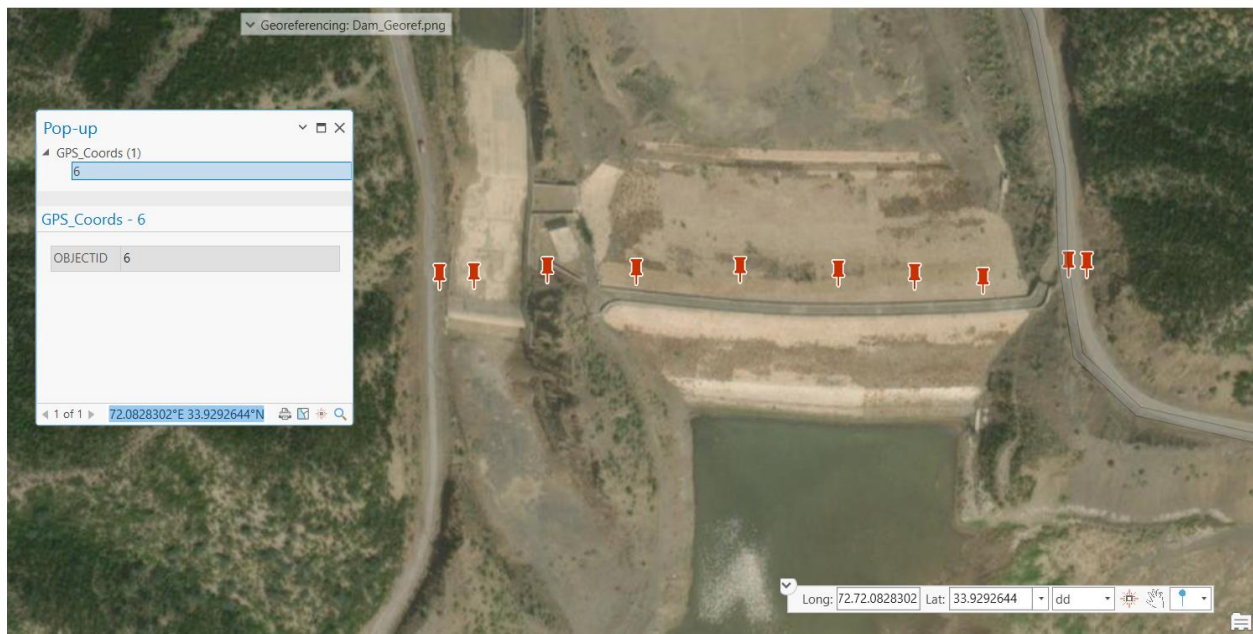 Georeferencing: Dam_Georef.png
Pop-up
GPS_Coords (1)
6
GPS_Coords - 6
OBJECTID 6
1 of 1 72.0828302°E 33.9292644°N
Long: 72.72.0828302 Lat: 33.9292644 dd